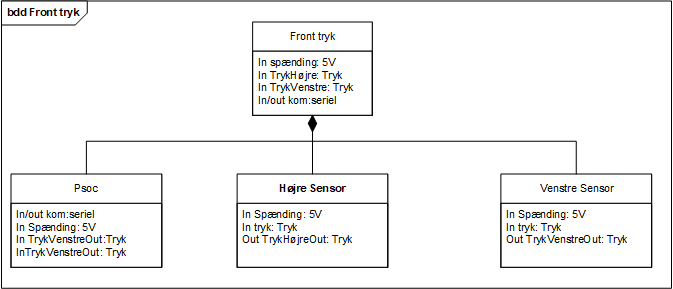 bdd Front tryk
Front tryk
In spænding: 5V
In TrykHøjre: Tryk
In TrykVenstre: Tryk
In/out kom:seriel
Psoc
In/out kom:seriel
In Spænding: 5V
In TrykVenstreOut:Tryk
InTrykVenstreOut: Tryk
Højre Sensor
In Spænding: 5V
In tryk: Tryk
Out TrykHøjreOut: Tryk
Venstre Sensor
In Spænding: 5V
In tryk: Tryk
Out TrykVenstreOut: Tryk